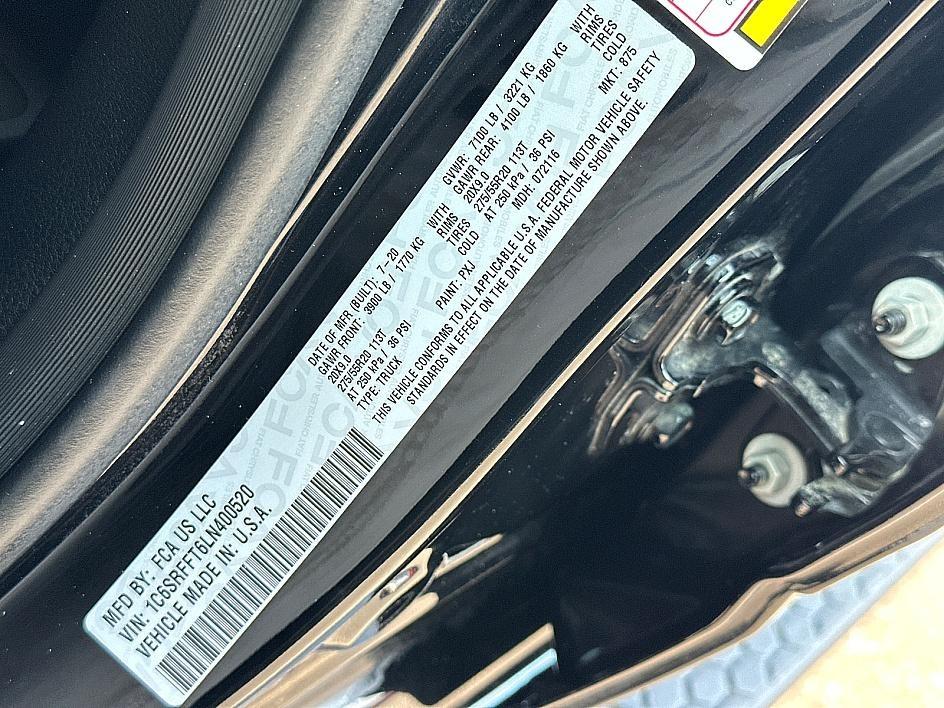 MFD BY: FCA US LLC
VIN: 1C6SRFFT6LN400520
VEHICLE MADE IN: U.S.A.
DATE OF MFR (BUILT): 7-20 GVWR: 7100 LB / 3221 KG
GAWR FRONT: 3900 LB / 1770 KG WITH GAWR REAR: 4100 LB / 1860 KG WITH
20X9.0 RIMS 20X9.0 RIMS
275/55R20 113T TIRES 275/55R20 113T TIRES
AT 250 kPa / 36 PSI COLD AT 250 kPa / 36 PSI COLD
TYPE: TRUCK PAINT: PXJ MDH: 072116 MKT: 875
THIS VEHICLE CONFORMS TO ALL APPLICABLE U.S.A. FEDERAL MOTOR VEHICLE SAFETY
STANDARDS IN EFFECT ON THE DATE OF MANUFACTURE SHOWN ABOVE.